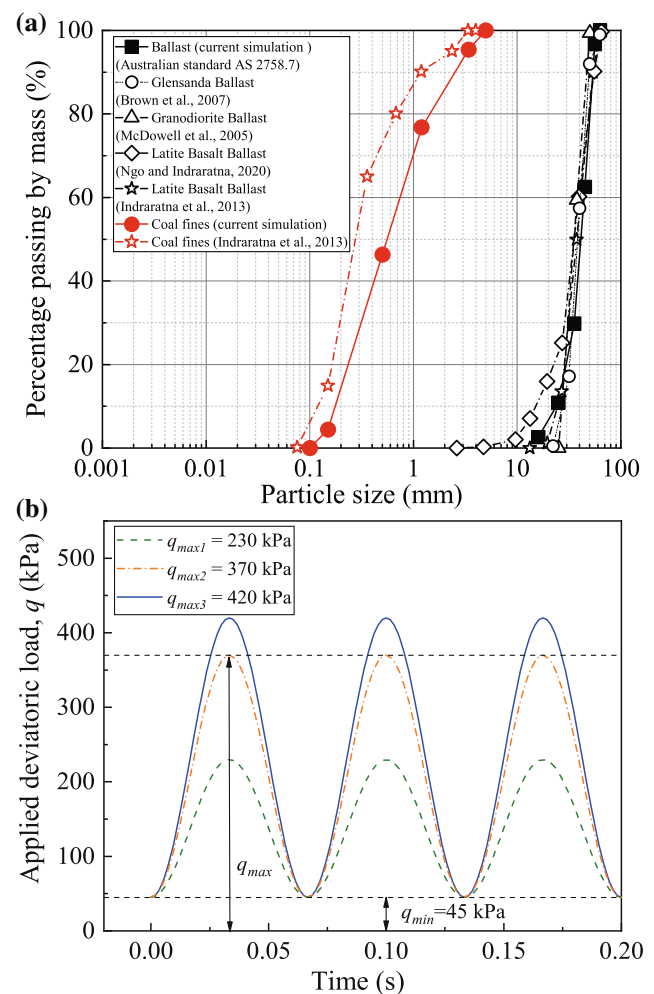 (a)
100
80
60
40
20
0
Percentage passing by mass (%)
Ballast (current simulation )
(Australian standard AS 2758.7)
Glensanda Ballast
(Brown et al., 2007)
Granodiorite Ballast
(McDowell et al., 2005)
Latite Basalt Ballast
(Ngo and Indraratna, 2020)
Latite Basalt Ballast
(Indraratna et al., 2013)
Coal fines (current simulation)
Coal fines (Indraratna et al., 2013)
0.001 0.01 0.1 1 10 100
Particle size (mm)
(b)
500
400
300
200
100
0
Applied deviatoric load, q (kPa)
qmax1 = 230 kPa
qmax2 = 370 kPa
qmax3 = 420 kPa
qmax
qmin=45 kPa
0.00 0.05 0.10 0.15 0.20
Time (s)